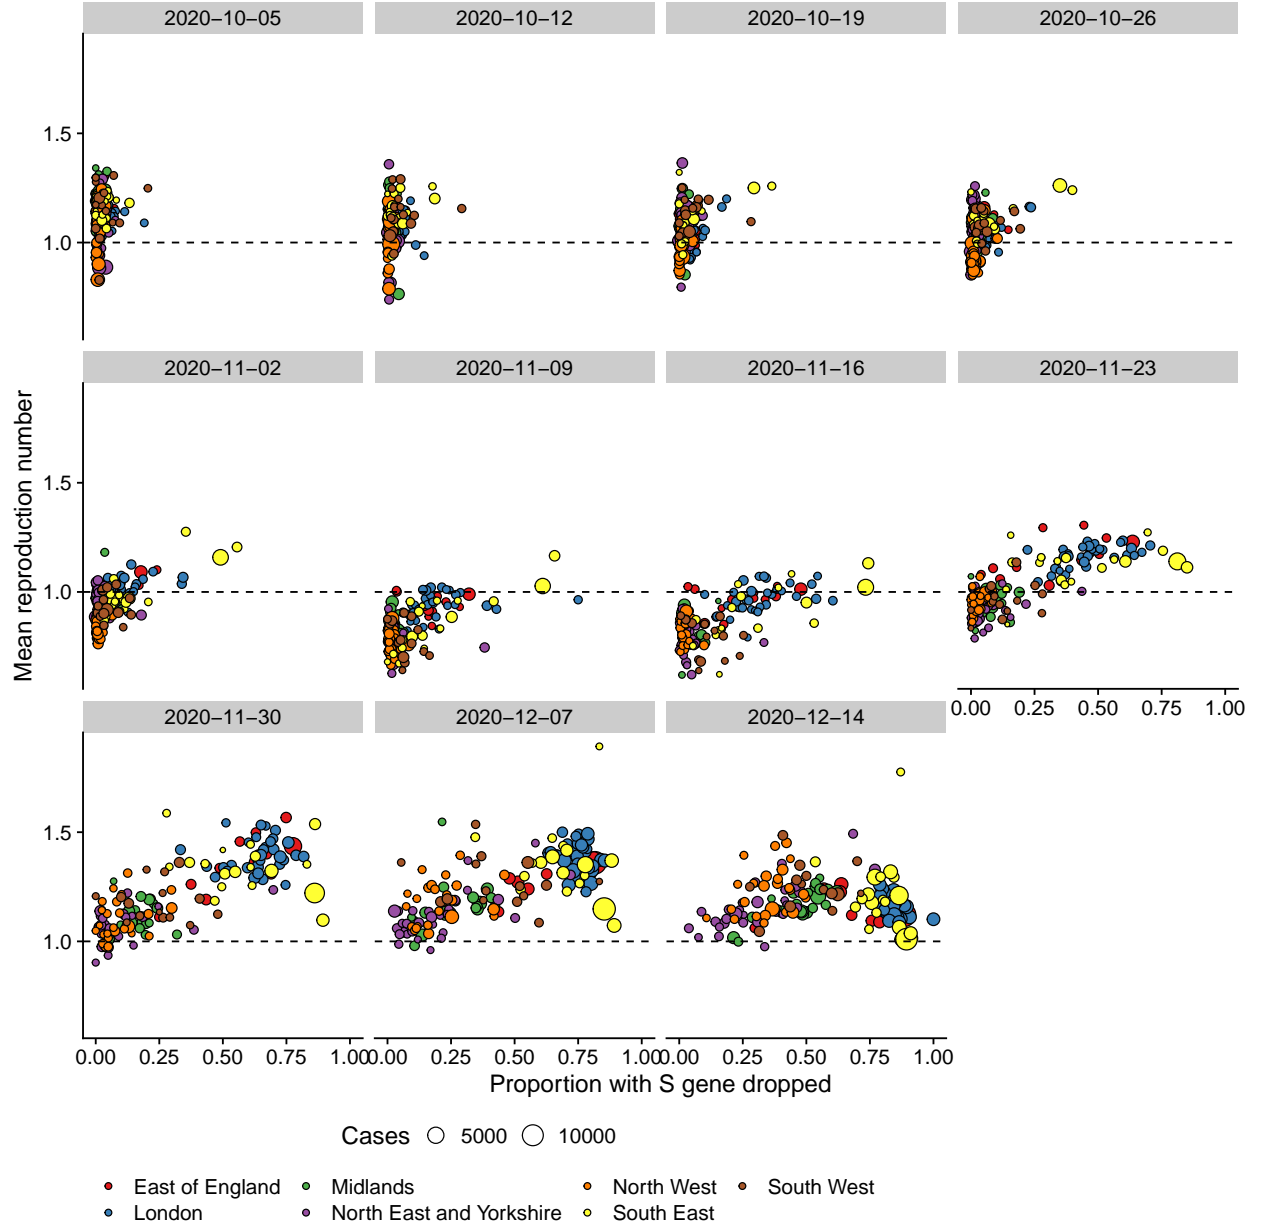 2020−10−05 2020−10−12 2020−10−19 2020−10−26
1.5
1.0
2020−11−02 2020−11−09 2020−11−16 2020−11−23
1.5
1.0
0.00 0.25 0.50 0.75 1.00
2020−11−30 2020−12−07 2020−12−14
1.5
1.0
0.00 0.25 0.50 0.75 1.00 0.00 0.25 0.50 0.75 1.00 0.00 0.25 0.50 0.75 1.00
Mean reproduction number
Proportion with S gene dropped
Cases 5000 10000
East of England Midlands North West South West
London North East and Yorkshire South East